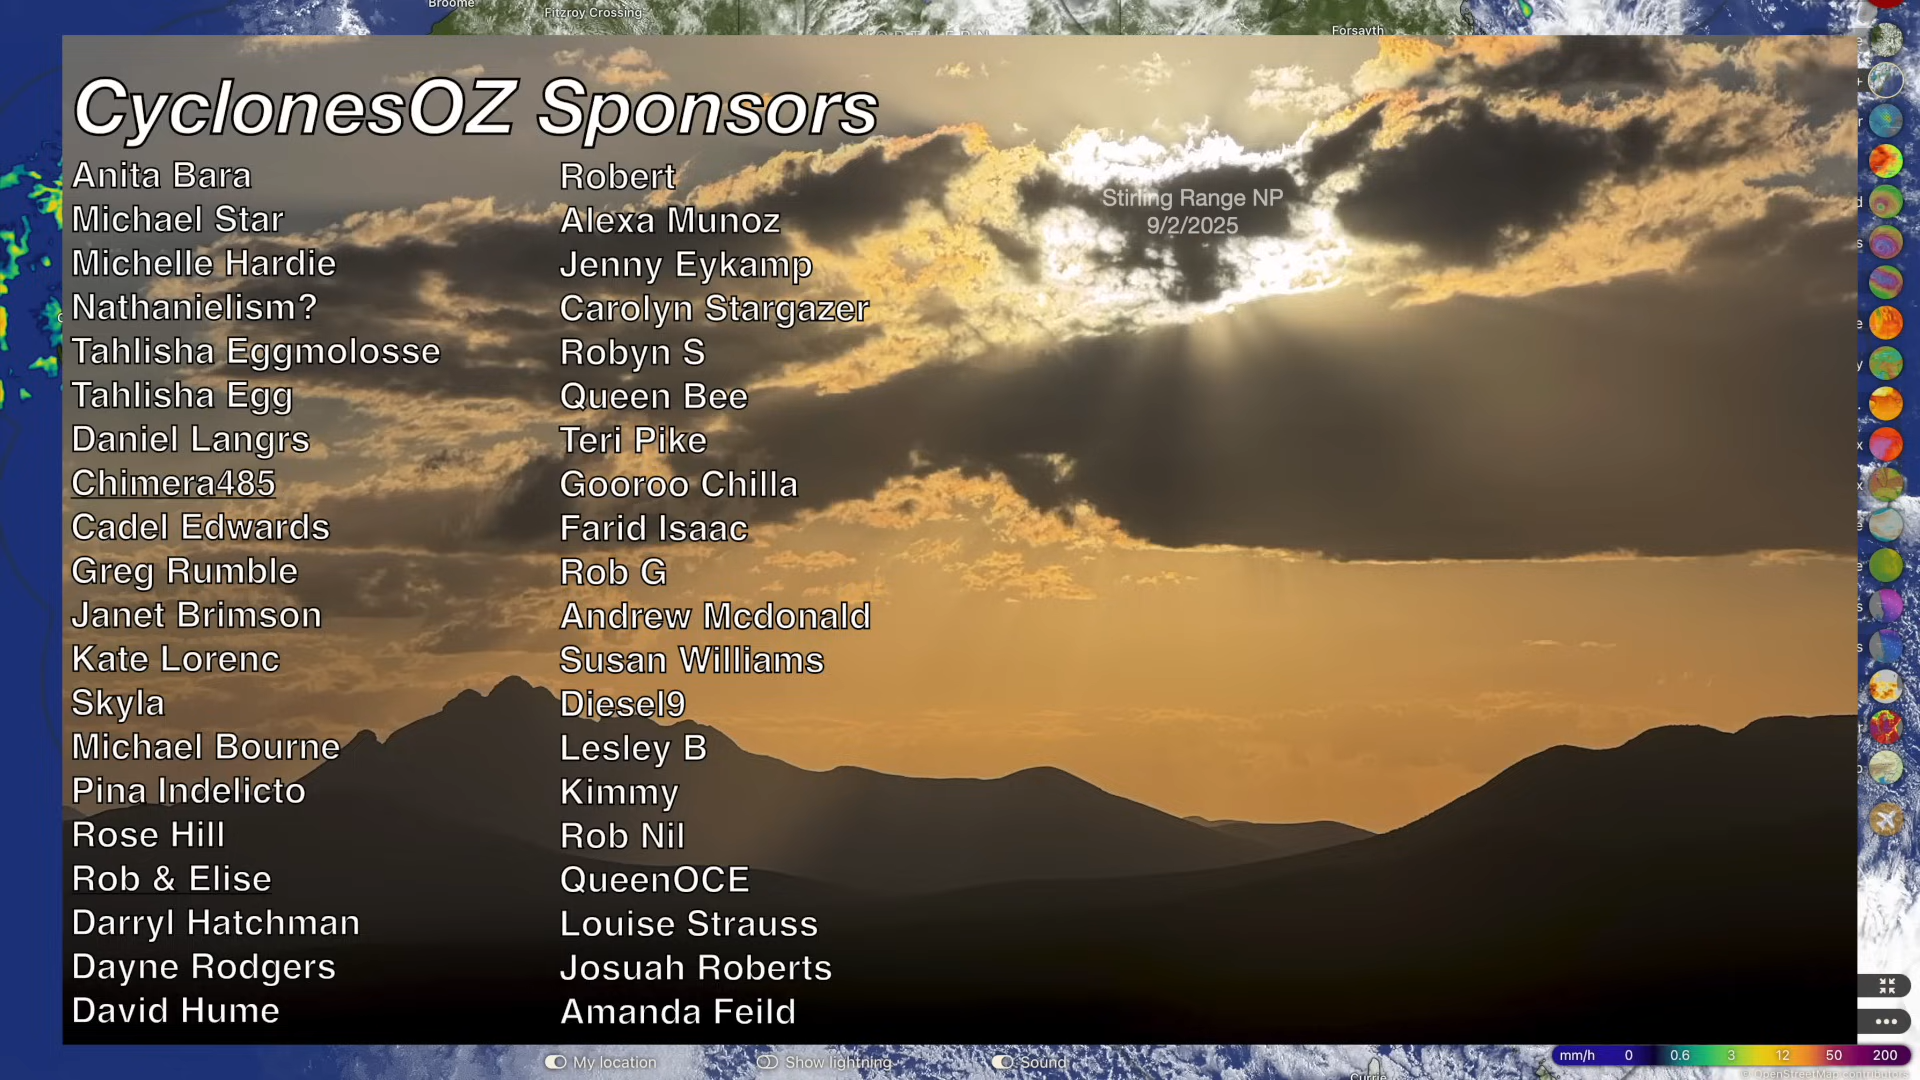 Broome
Fitzroy Crossing
Forsayth
CyclonesOZ Sponsors
Anita Bara
Michael Star
Michelle Hardie
Nathanielism?
Tahlisha Eggmolosse
Tahlisha Egg
Daniel Langrs
Chimera485
Cadel Edwards
Greg Rumble
Janet Brimson
Kate Lorenc
Skyla
Michael Bourne
Pina Indelicto
Rose Hill
Rob & Elise
Darryl Hatchman
Dayne Rodgers
David Hume
Robert
Alexa Munoz
Jenny Eykamp
Carolyn Stargazer
Robyn S
Queen Bee
Teri Pike
Gooroo Chilla
Farid Isaac
Rob G
Andrew Mcdonald
Susan Williams
Diesel9
Lesley B
Kimmy
Rob Nil
QueenOCE
Louise Strauss
Josuah Roberts
Amanda Feild
Stirling Range NP
9/2/2025
My location
Show lightning
Sound
mm/h 0 0.6 3 12 50 200
© OpenStreetMap contributors